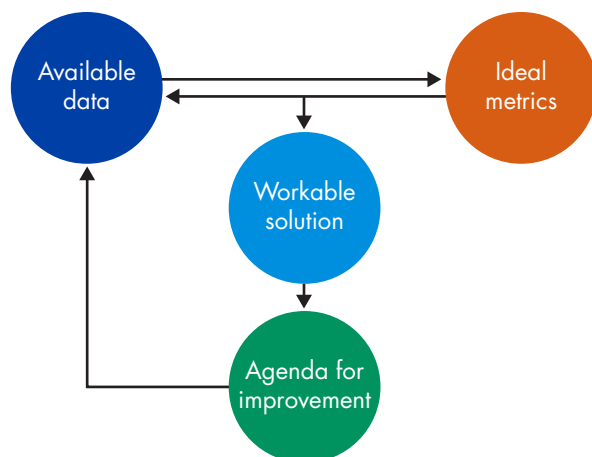 Available
data
Ideal
metrics
Workable
solution
Agenda for
improvement